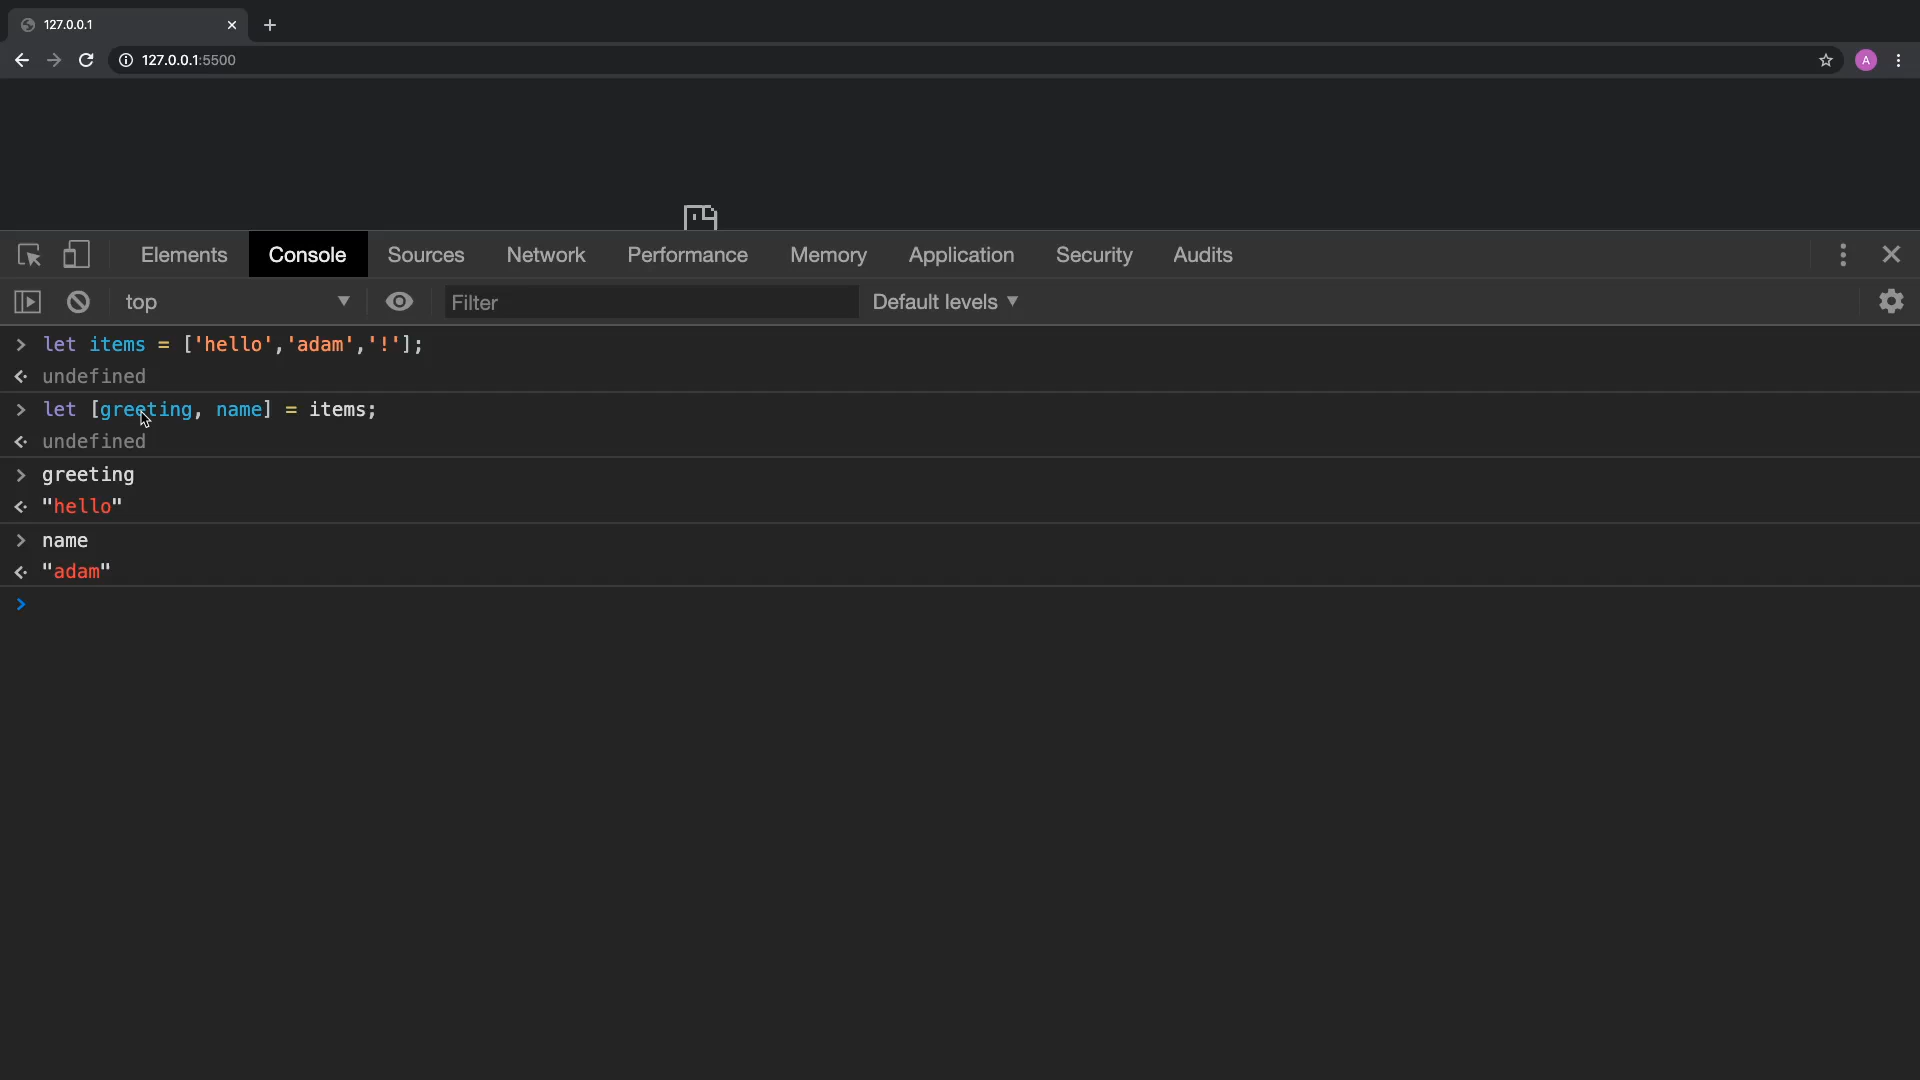 127.0.0.1
127.0.0.1:5500
A
Elements Console Sources Network Performance Memory Application Security Audits
top Filter Default levels
let items = ['hello','adam','!'];
undefined
let [greeting, name] = items;
undefined
greeting
"hello"
name
"adam"